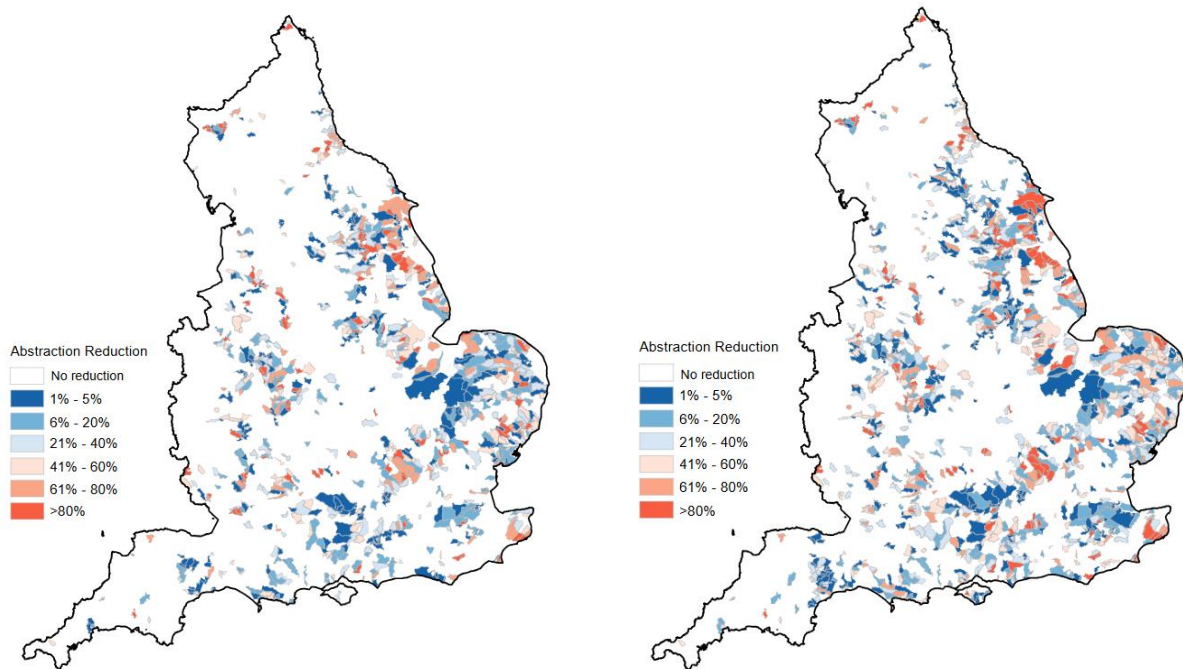 Abstraction Reduction
No reduction
1% - 5%
6% - 20%
21% - 40%
41% - 60%
61% - 80%
>80%
Abstraction Reduction
No reduction
1% - 5%
6% - 20%
21% - 40%
41% - 60%
61% - 80%
>80%